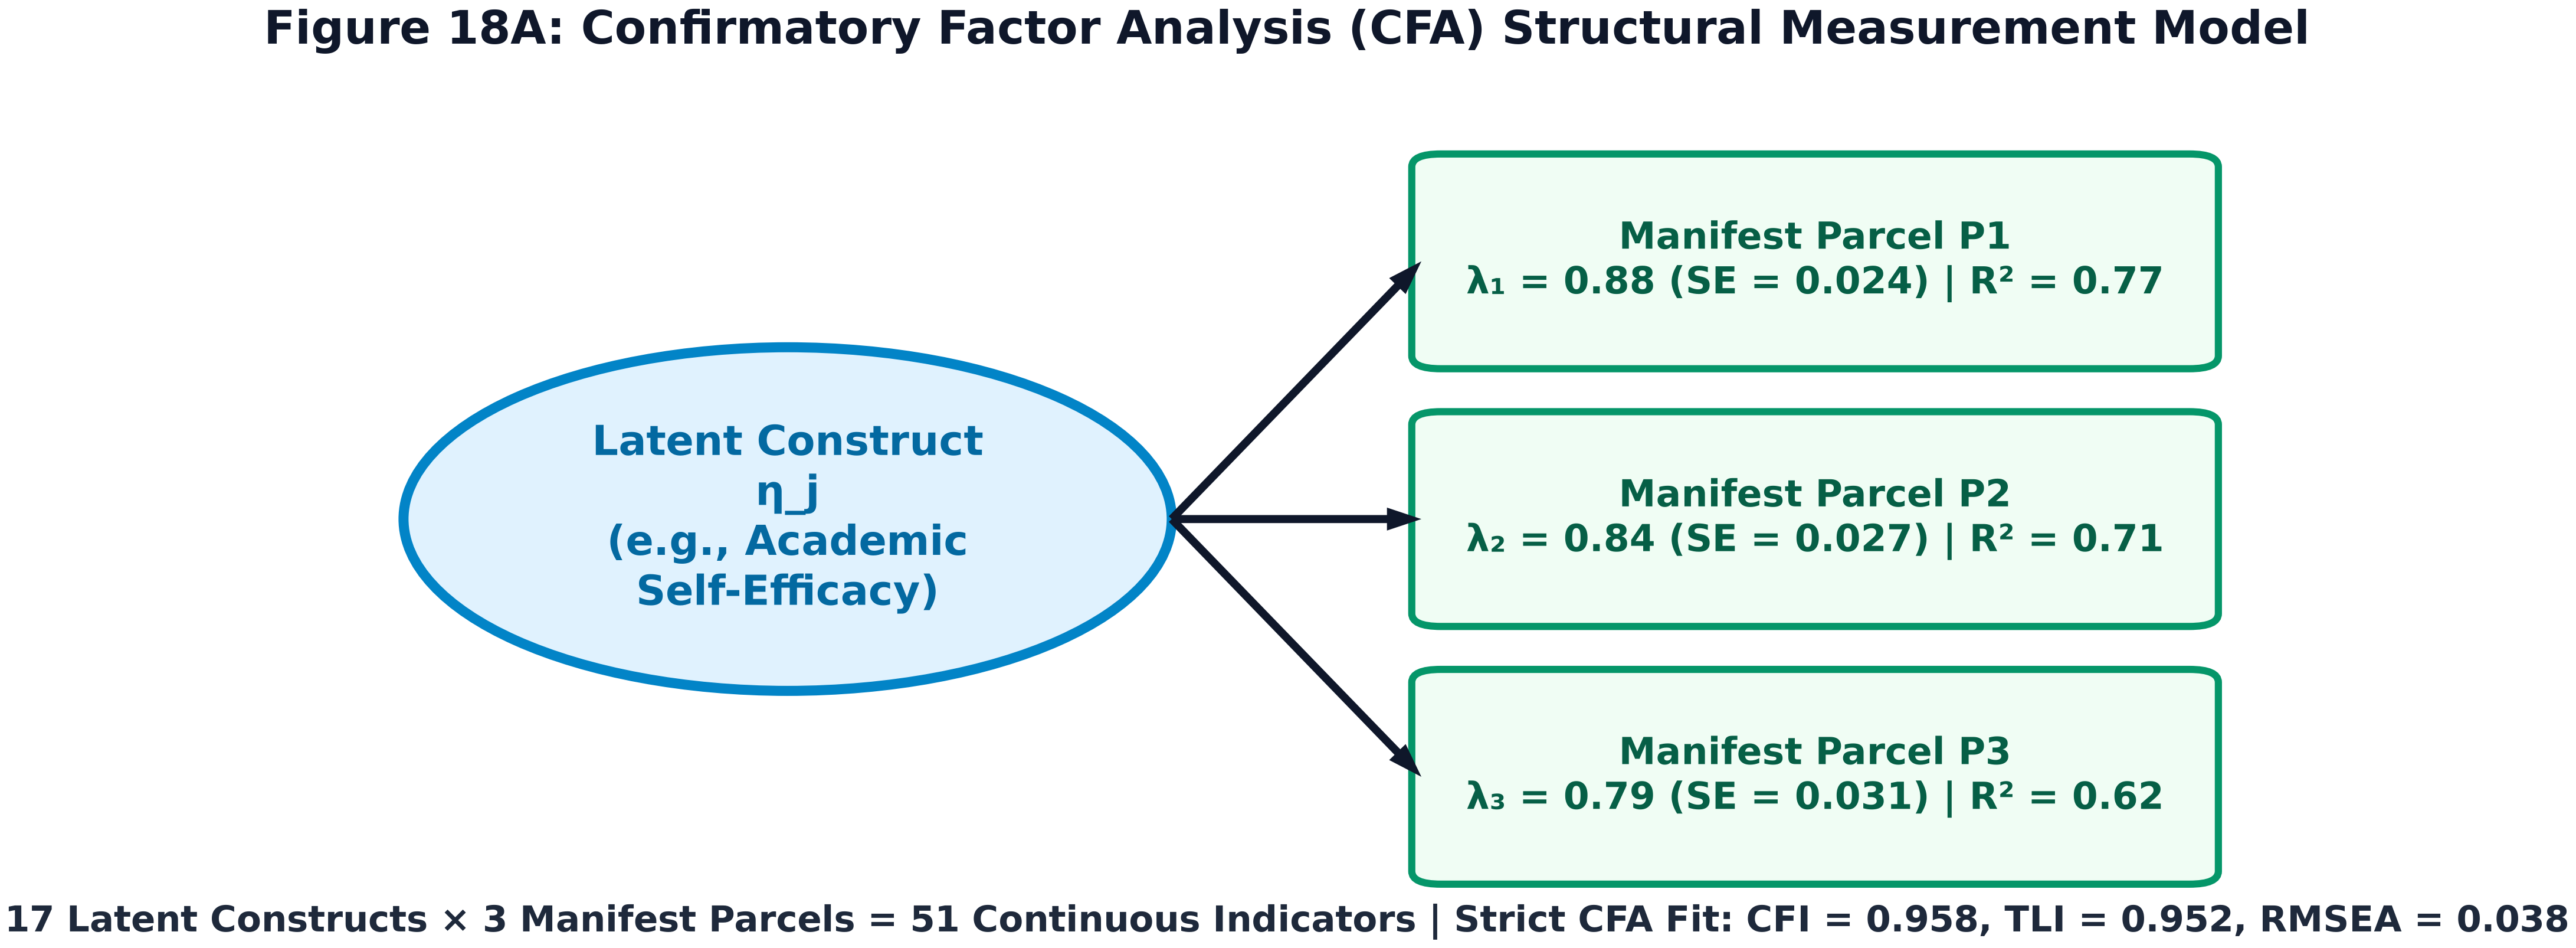 Figure 18A: Confirmatory Factor Analysis (CFA) Structural Measurement Model
Latent Construct
η_j
(e.g., Academic
Self-Efficacy)
Manifest Parcel P1
λ₁ = 0.88 (SE = 0.024) | R² = 0.77
Manifest Parcel P2
λ₂ = 0.84 (SE = 0.027) | R² = 0.71
Manifest Parcel P3
λ₃ = 0.79 (SE = 0.031) | R² = 0.62
17 Latent Constructs × 3 Manifest Parcels = 51 Continuous Indicators | Strict CFA Fit: CFI = 0.958, TLI = 0.952, RMSEA = 0.038